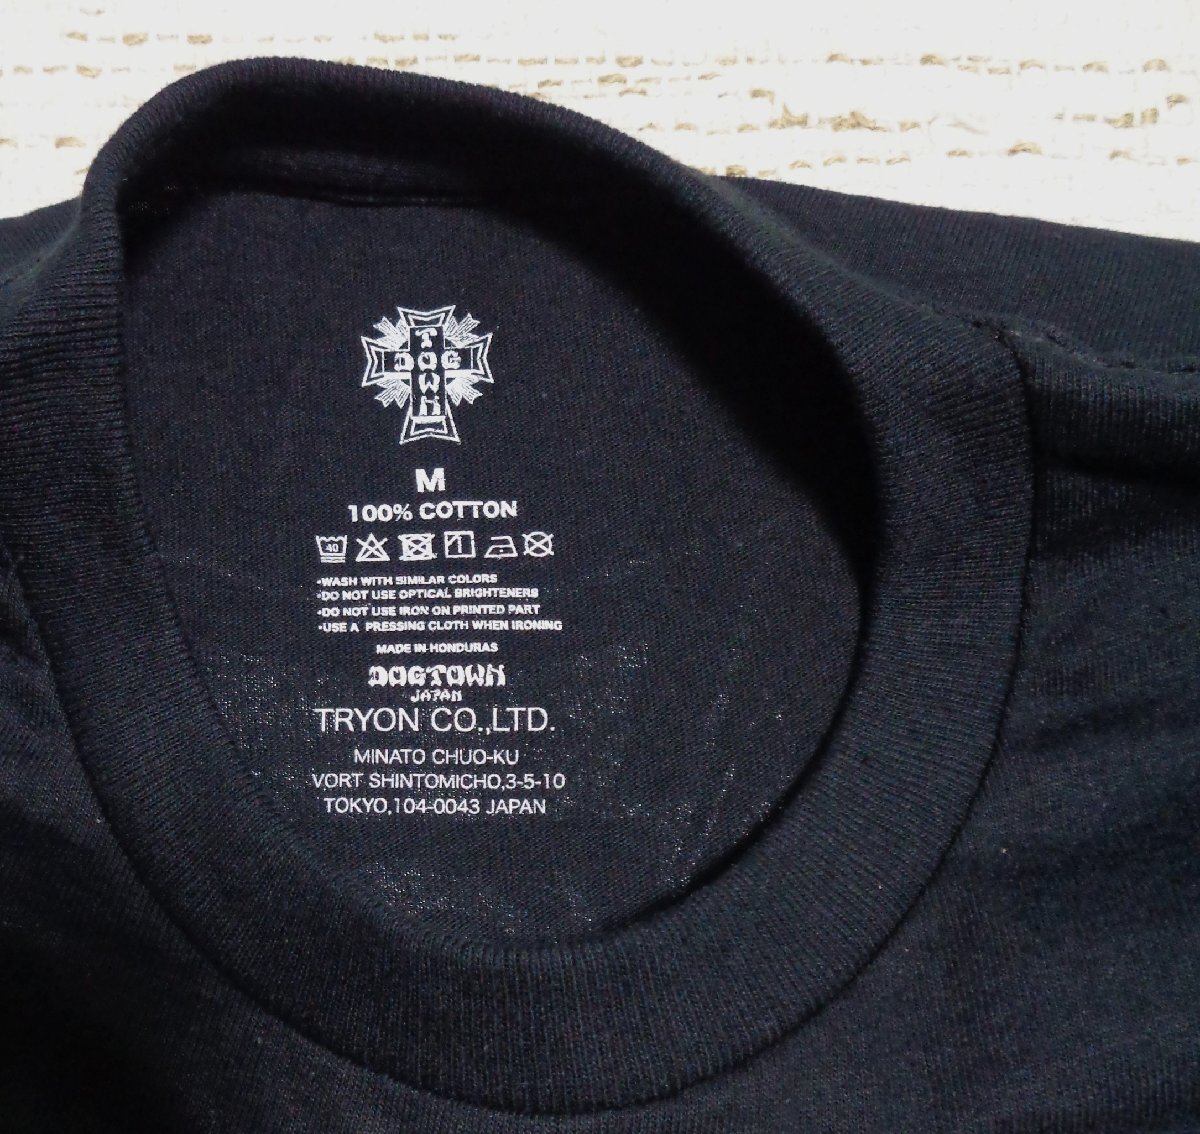 T
DOG
W
N
M
100% COTTON
40
1
•WASH WITH SIMILAR COLORS
•DO NOT USE OPTICAL BRIGHTENERS
•DO NOT USE IRON ON PRINTED PART
•USE A PRESSING CLOTH WHEN IRONING
MADE IN HONDURAS
DOGTOWN
JAPAN
TRYON CO.,LTD.
MINATO CHUO-KU
VORT SHINTOMICHO,3-5-10
TOKYO,104-0043 JAPAN